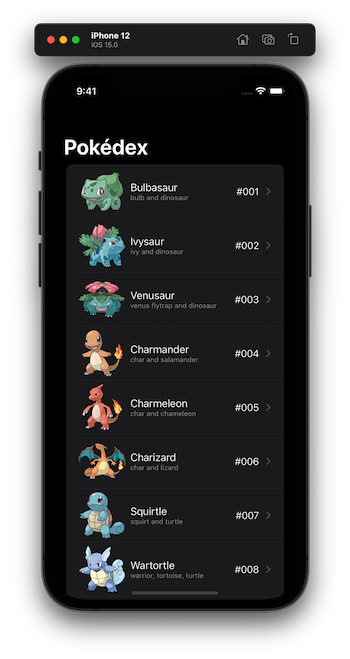 iPhone 12
iOS 15.0
9:41
Pokédex
Bulbasaur
bulb and dinosaur
#001
Ivysaur
ivy and dinosaur
#002
Venusaur
venus flytrap and dinosaur
#003
Charmander
char and salamander
#004
Charmeleon
char and chameleon
#005
Charizard
char and lizard
#006
Squirtle
squirt and turtle
#007
Wartortle
warrior, tortoise, turtle
#008